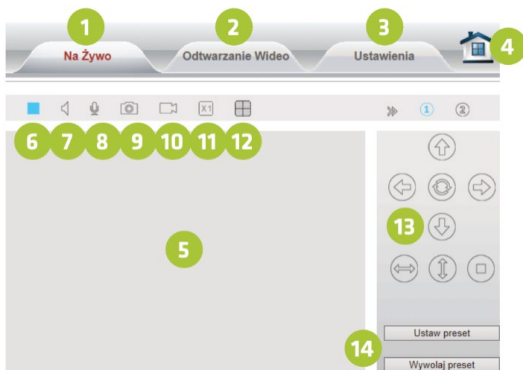 1 2 3 4
Na Żywo Odtwarzanie Wideo Ustawienia
X1 1 2
6 7 8 9 10 11 12
13
5
Ustaw preset
14
Wywolaj preset